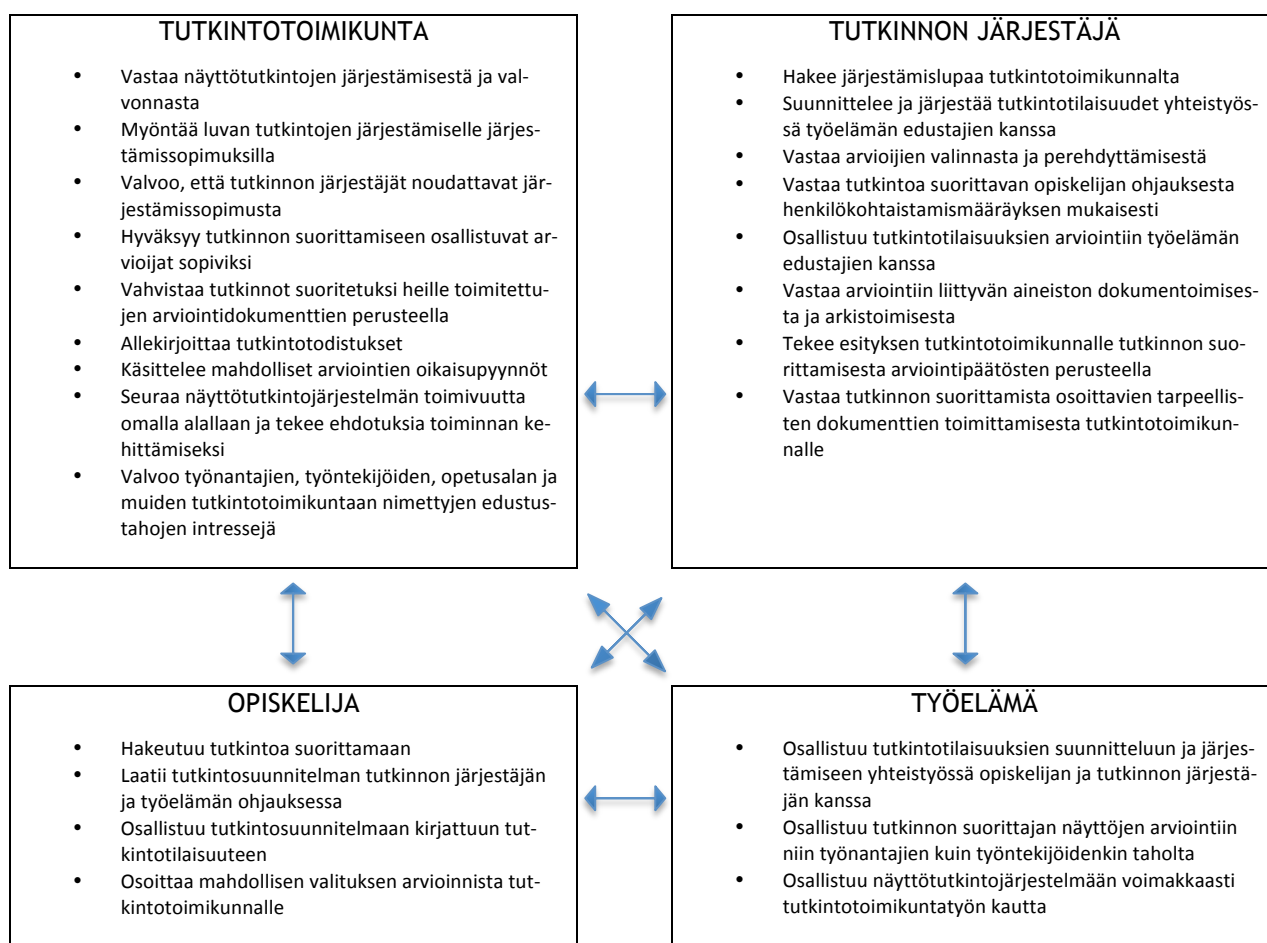 TUTKINTOTOIMIKUNTA
• Vastaa näyttötutkintojen järjestämisestä ja val-
vonnasta
• Myöntää luvan tutkintojen järjestämiselle järjes-
tämissopimuksilla
• Valvoo, että tutkinnon järjestäjät noudattavat jär-
jestämissopimusta
• Hyväksyy tutkinnon suorittamiseen osallistuvat ar-
vioijat sopiviksi
• Vahvistaa tutkinnot suoritetuksi heille toimitettu-
jen arviointidokumenttien perusteella
• Allekirjoittaa tutkintotodistukset
• Käsittelee mahdolliset arviointien oikaisupyynnöt
• Seuraa näyttötutkintojärjestelmän toimivuutta
omalla alallaan ja tekee ehdotuksia toiminnan ke-
hittämiseksi
• Valvoo työnantajien, työntekijöiden, opetusalan ja
muiden tutkintotoimikuntaan nimettyjen edustus-
tahojen intressejä
TUTKINNON JÄRJESTÄJÄ
• Hakee järjestämislupaa tutkintotoimikunnalta
• Suunnittelee ja järjestää tutkintotilaisuudet yhteistyös-
sä työelämän edustajien kanssa
• Vastaa arvioijien valinnasta ja perehdyttämisestä
• Vastaa tutkintoa suorittavan opiskelijan ohjauksesta
henkilökohtaistamismääräyksen mukaisesti
• Osallistuu tutkintotilaisuuksien arviointiin työelämän
edustajien kanssa
• Vastaa arviointiin liittyvän aineiston dokumentoimises-
ta ja arkistoimisesta
• Tekee esityksen tutkintotoimikunnalle tutkinnon suo-
rittamisesta arviointipäätösten perusteella
• Vastaa tutkinnon suorittamista osoittavien tarpeellis-
ten dokumenttien toimittamisesta tutkintotoimikun-
nalle
OPISKELIJA
• Hakeutuu tutkintoa suorittamaan
• Laatii tutkintosuunnitelman tutkinnon järjestäjän
ja työelämän ohjauksessa
• Osallistuu tutkintosuunnitelmaan kirjattuun tut-
kintotilaisuuteen
• Osoittaa mahdollisen valituksen arvioinnista tut-
kintotoimikunnalle
TYÖELÄMÄ
• Osallistuu tutkintotilaisuuksien suunnitteluun ja järjes-
tämiseen yhteistyössä opiskelijan ja tutkinnon järjestä-
jän kanssa
• Osallistuu tutkinnon suorittajan näyttöjen arviointiin
niin työnantajien kuin työntekijöidenkin taholta
• Osallistuu näyttötutkintojärjestelmään voimakkaasti
tutkintotoimikuntatyön kautta